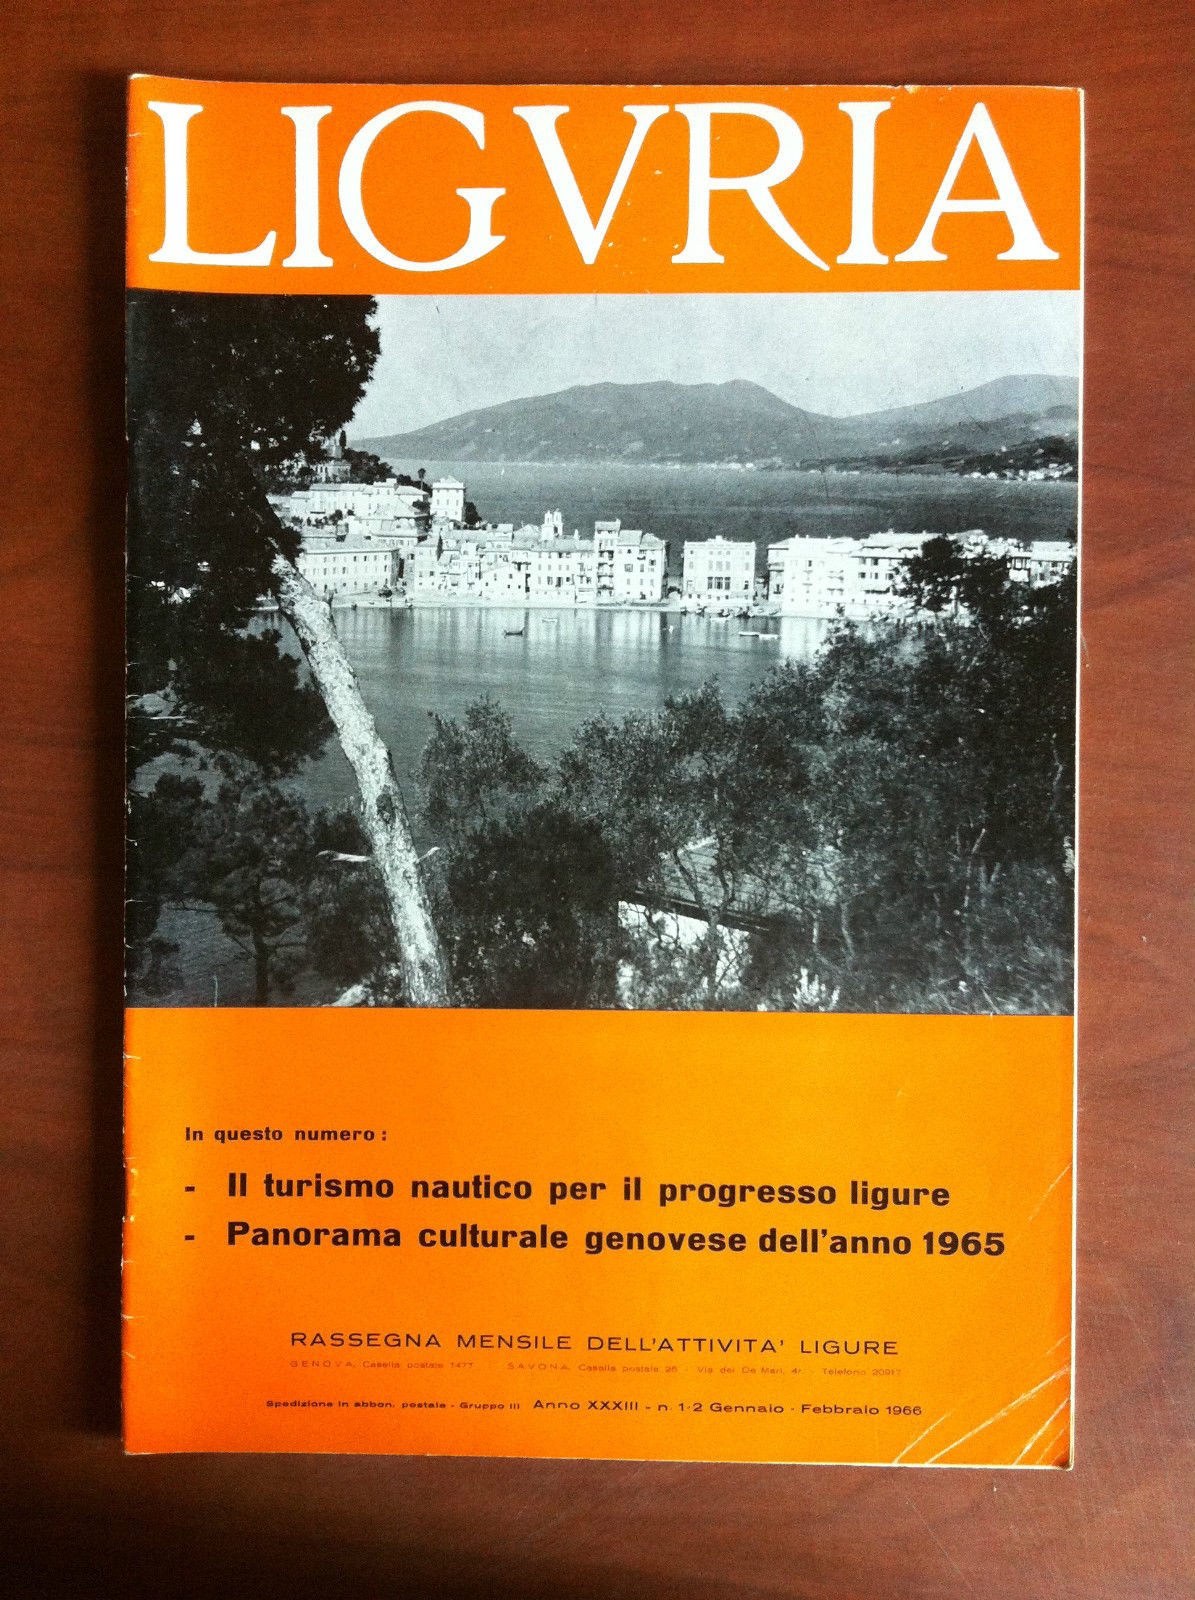 LIGVRIA
In questo numero :
- Il turismo nautico per il progresso ligure
- Panorama culturale genovese dell'anno 1965
RASSEGNA MENSILE DELL'ATTIVITA' LIGURE
GENOVA, Casella postale 1477 SAVONA, Casella postale 26 - Via dei De Mari, 4r. - Telefono 20917
Spedizione in abbon. postale - Gruppo III Anno XXXIII - n. 1-2 Gennaio - Febbraio 1966